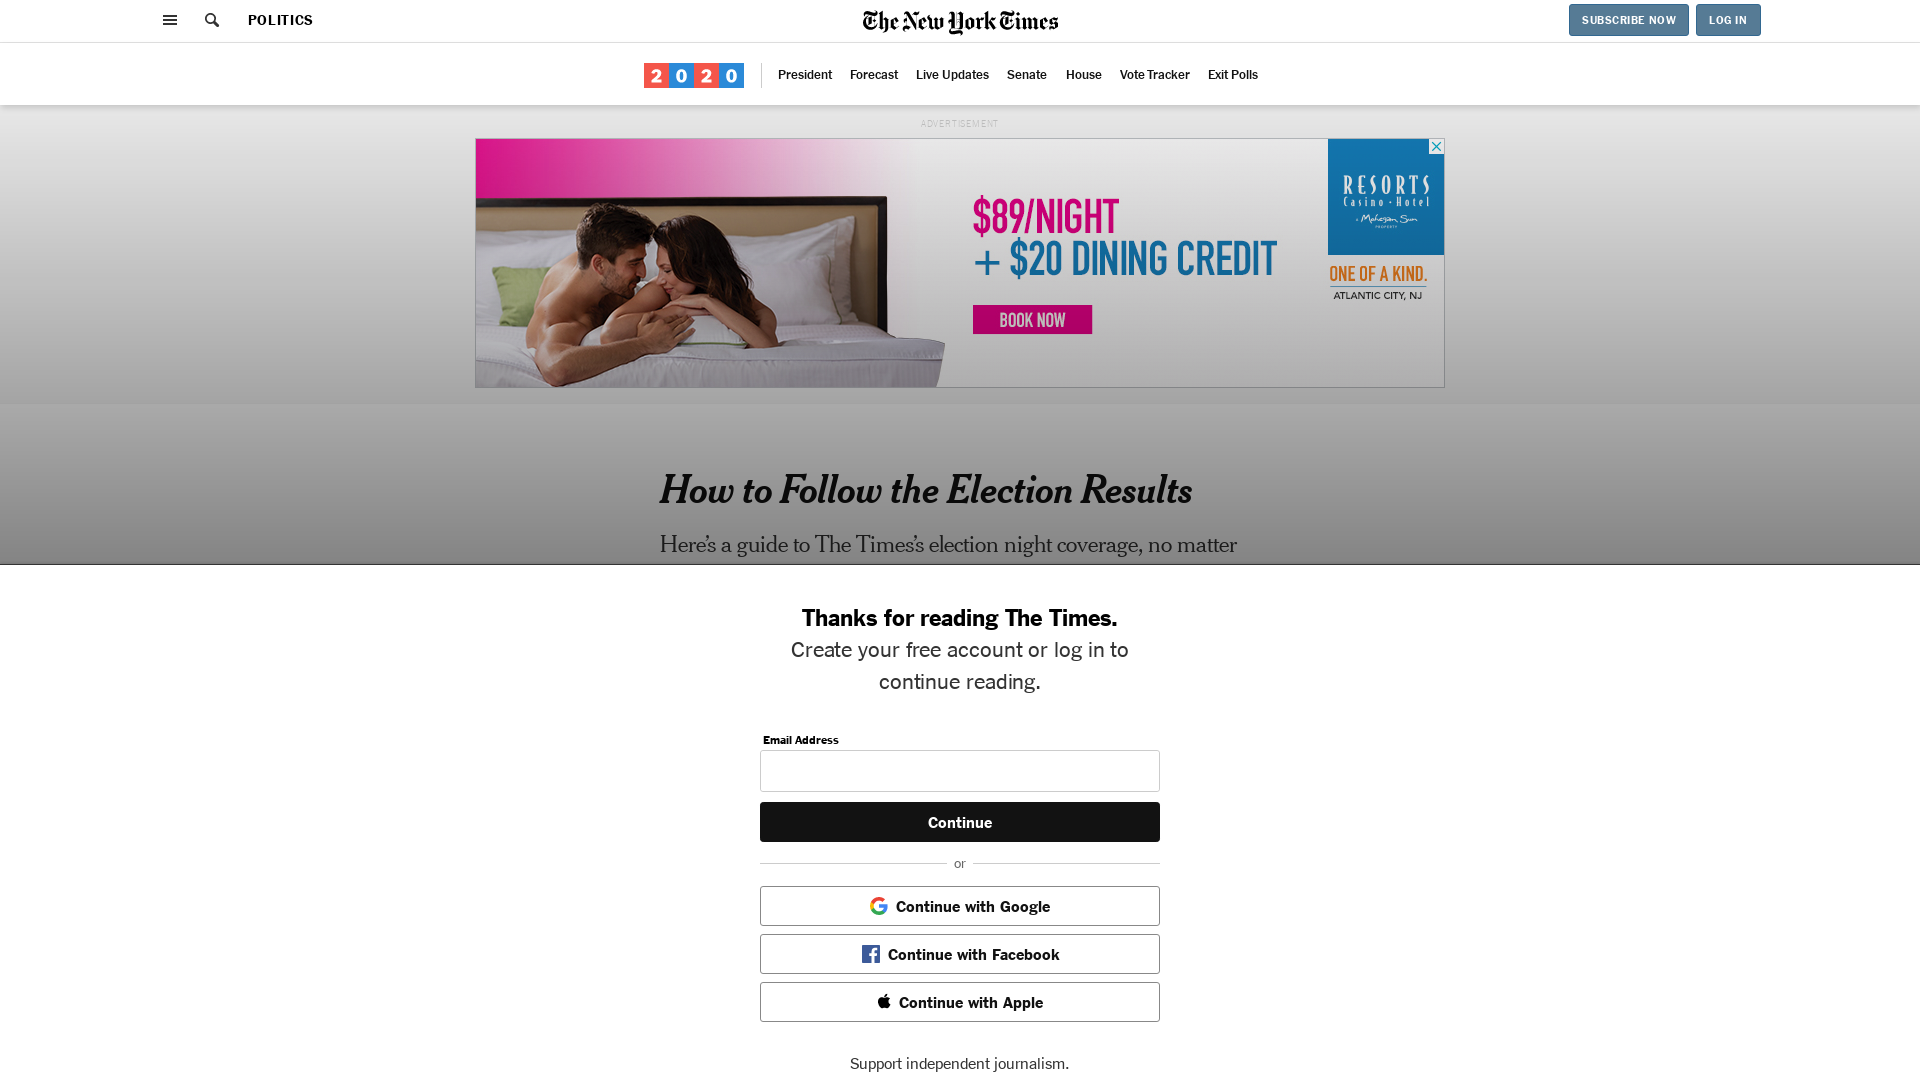 POLITICS
The New York Times
SUBSCRIBE NOW
LOG IN
2020
President
Forecast
Live Updates
Senate
House
Vote Tracker
Exit Polls
ADVERTISEMENT
$89/NIGHT
+ $20 DINING CREDIT
BOOK NOW
RESORTS
Casino • Hotel
a Mohegan Sun
PROPERTY
ONE OF A KIND.
ATLANTIC CITY, NJ
How to Follow the Election Results
Here’s a guide to The Times’s election night coverage, no matter
Thanks for reading The Times.
Create your free account or log in to
continue reading.
Email Address
Continue
or
Continue with Google
Continue with Facebook
Continue with Apple
Support independent journalism.